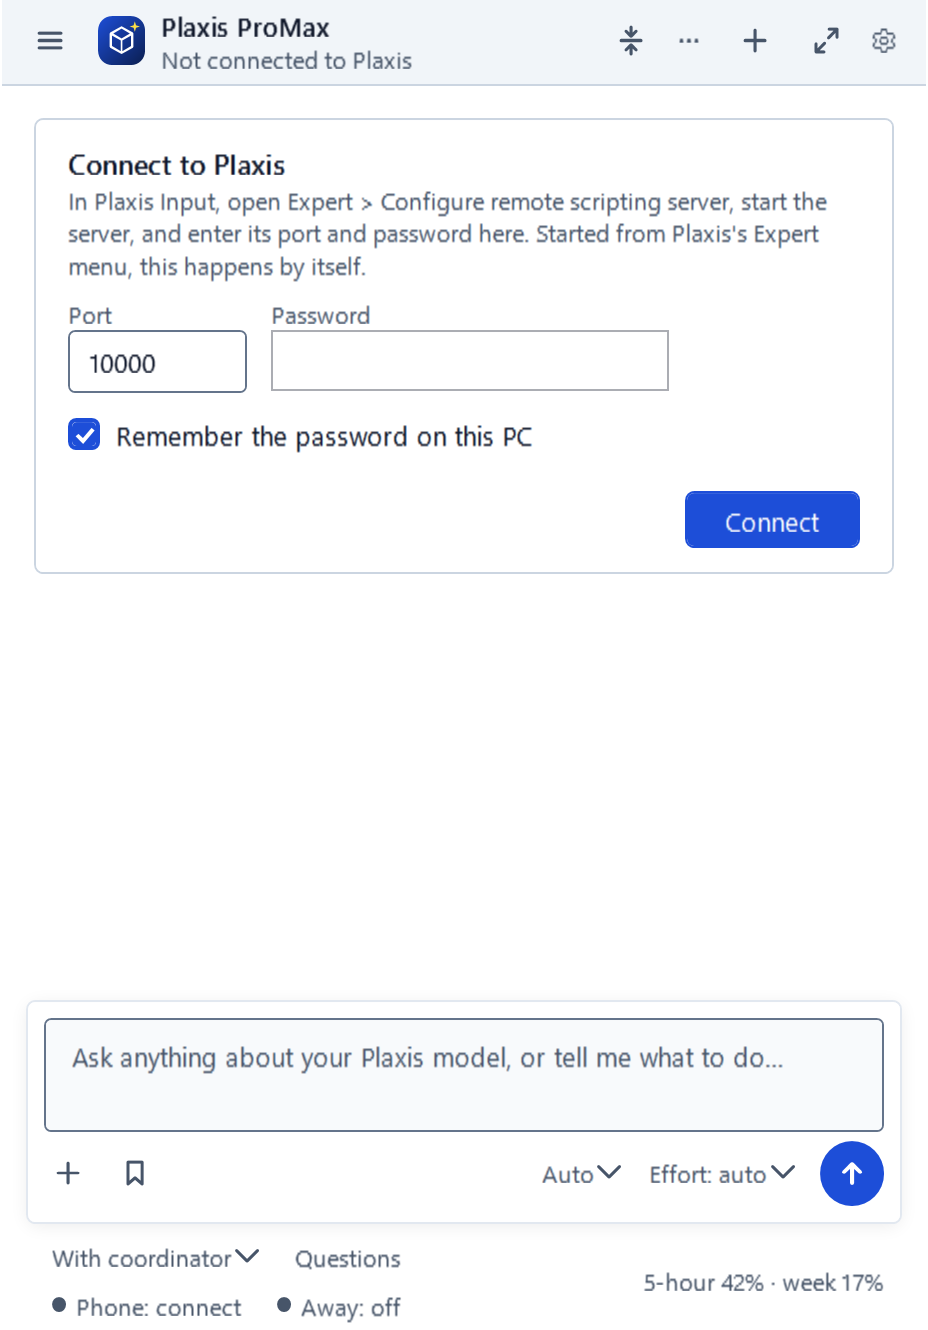 Plaxis ProMax
Not connected to Plaxis
Connect to Plaxis
In Plaxis Input, open Expert > Configure remote scripting server, start the
server, and enter its port and password here. Started from Plaxis's Expert
menu, this happens by itself.
Port
Password
10000
Remember the password on this PC
Connect
Ask anything about your Plaxis model, or tell me what to do...
Auto
Effort: auto
With coordinator
Questions
5-hour 42% · week 17%
Phone: connect
Away: off